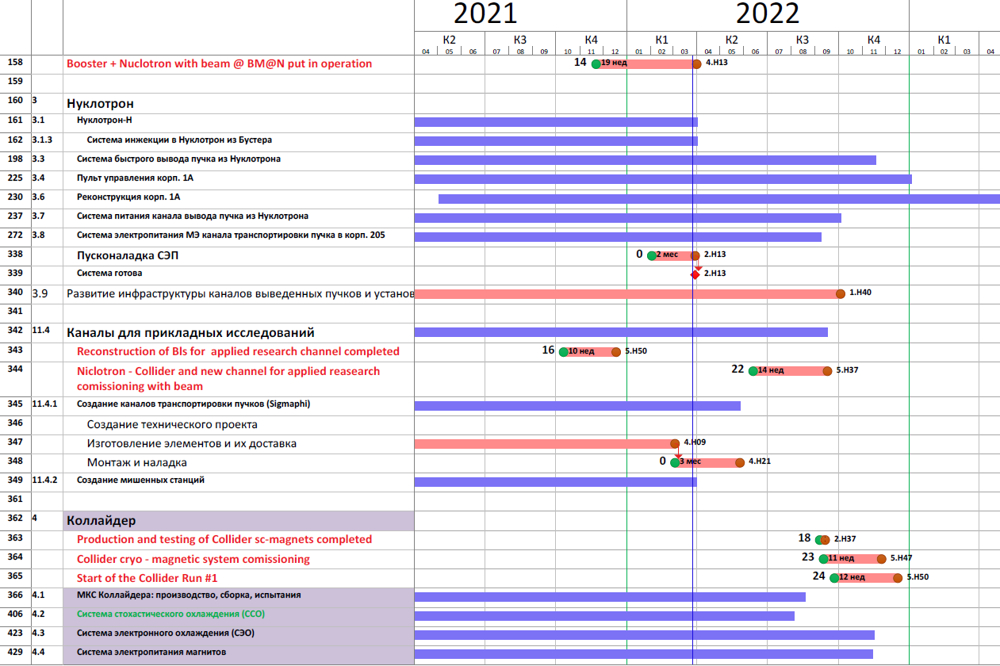 2021 2022
К2 К3 К4 К1 К2 К3 К4 К1
04 05 06 07 08 09 10 11 12 01 02 03 04 05 06 07 08 09 10 11 12 01 02 03 04
158 Booster + Nuclotron with beam @ BM@N put in operation 14 19 нед 4.Н13
159
160 3 Нуклотрон
161 3.1 Нуклотрон-Н
162 3.1.3 Система инжекции в Нуклотрон из Бустера
198 3.3 Система быстрого вывода пучка из Нуклотрона
225 3.4 Пульт управления корп. 1А
230 3.6 Реконструкция корп. 1А
237 3.7 Система питания канала вывода пучка из Нуклотрона
272 3.8 Система электропитания МЭ канала транспортировки пучка в корп. 205
338 Пусконаладка СЭП 0 2 мес 2.Н13
339 Система готова 2.Н13
340 3.9 Развитие инфраструктуры каналов выведенных пучков и установ 1.Н40
341
342 11.4 Каналы для прикладных исследований
343 Reconstruction of Bls for applied research channel completed 16 10 нед 5.Н50
344 Niclotron - Collider and new channel for applied reasearch 22 14 нед 5.Н37
comissioning with beam
345 11.4.1 Создание каналов транспортировки пучков (Sigmaphi)
346 Создание технического проекта
347 Изготовление элементов и их доставка 4.Н09
348 Монтаж и наладка 0 3 мес 4.Н21
349 11.4.2 Создание мишенных станций
361
362 4 Коллайдер
363 Production and testing of Collider sc-magnets completed 18 2.Н37
364 Collider cryo - magnetic system comissioning 23 11 нед 5.Н47
365 Start of the Collider Run #1 24 12 нед 5.Н50
366 4.1 МКС Коллайдера: производство, сборка, испытания
406 4.2 Система стохастического охлаждения (ССО)
423 4.3 Система электронного охлаждения (СЭО)
429 4.4 Система электропитания магнитов